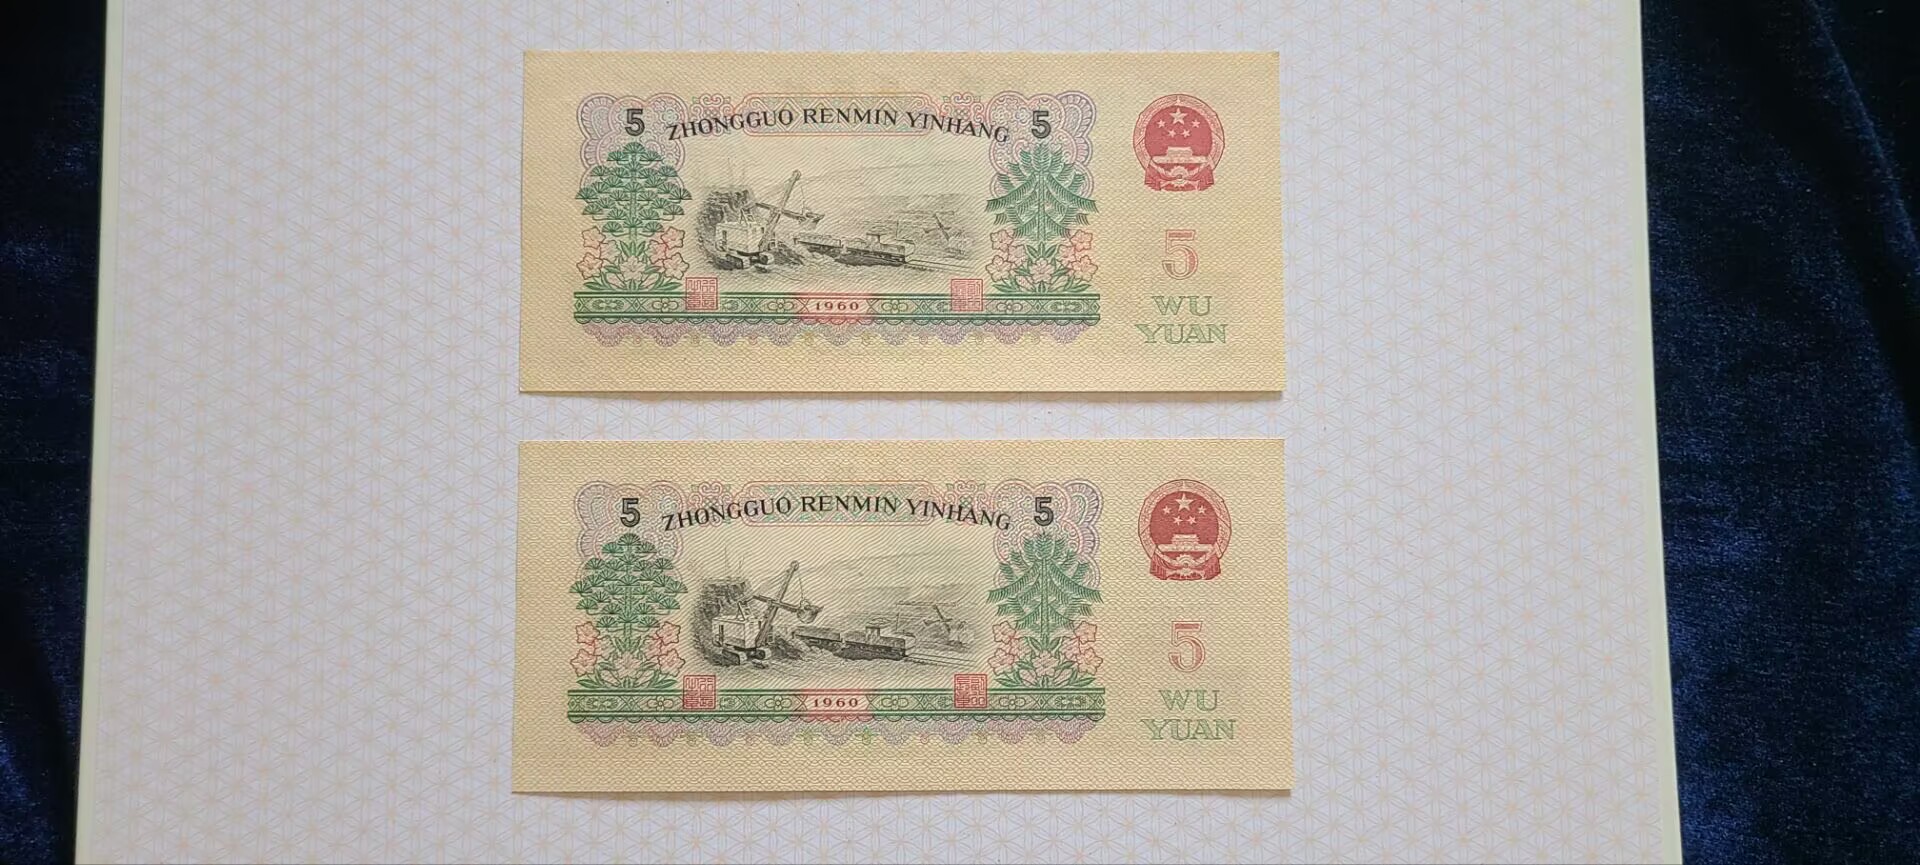 5 ZHONGGUO RENMIN YINHANG 5
5
WU
YUAN
1960
5 ZHONGGUO RENMIN YINHANG 5
5
WU
YUAN
1960